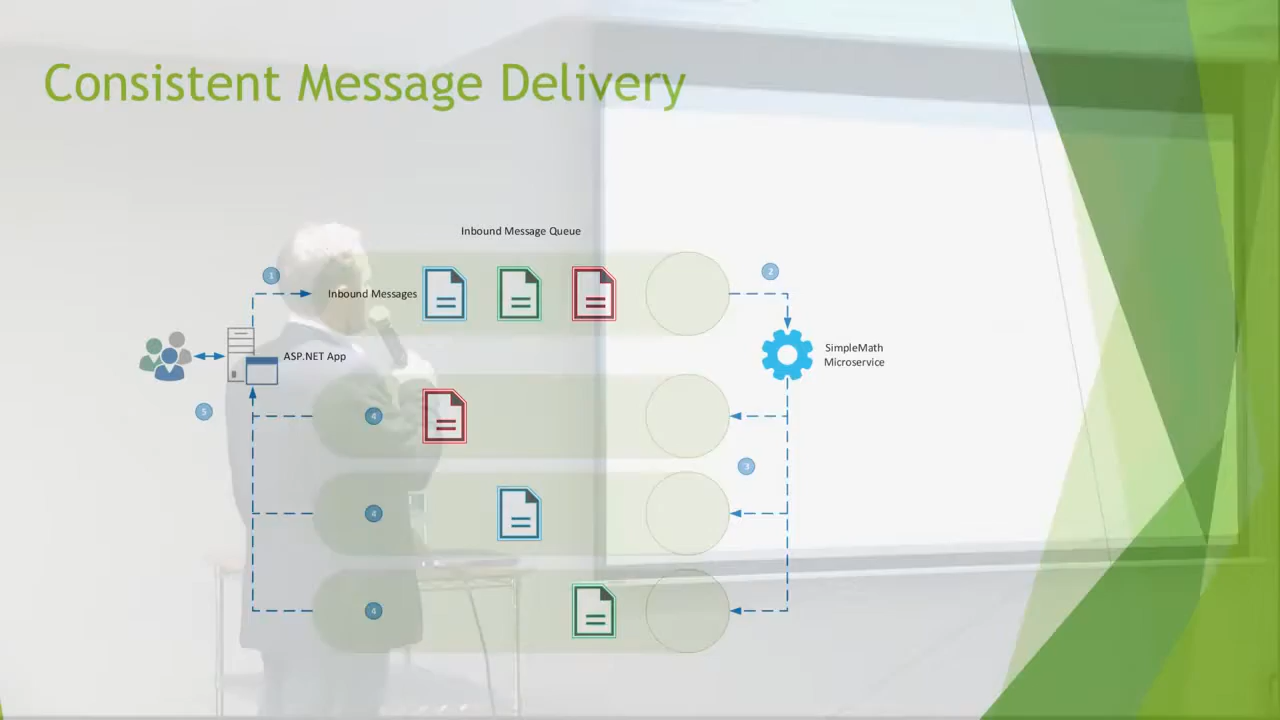 Consistent Message Delivery
Inbound Message Queue
1
2
Inbound Messages
SimpleMath
Microservice
ASP.NET App
5
4
3
4
4